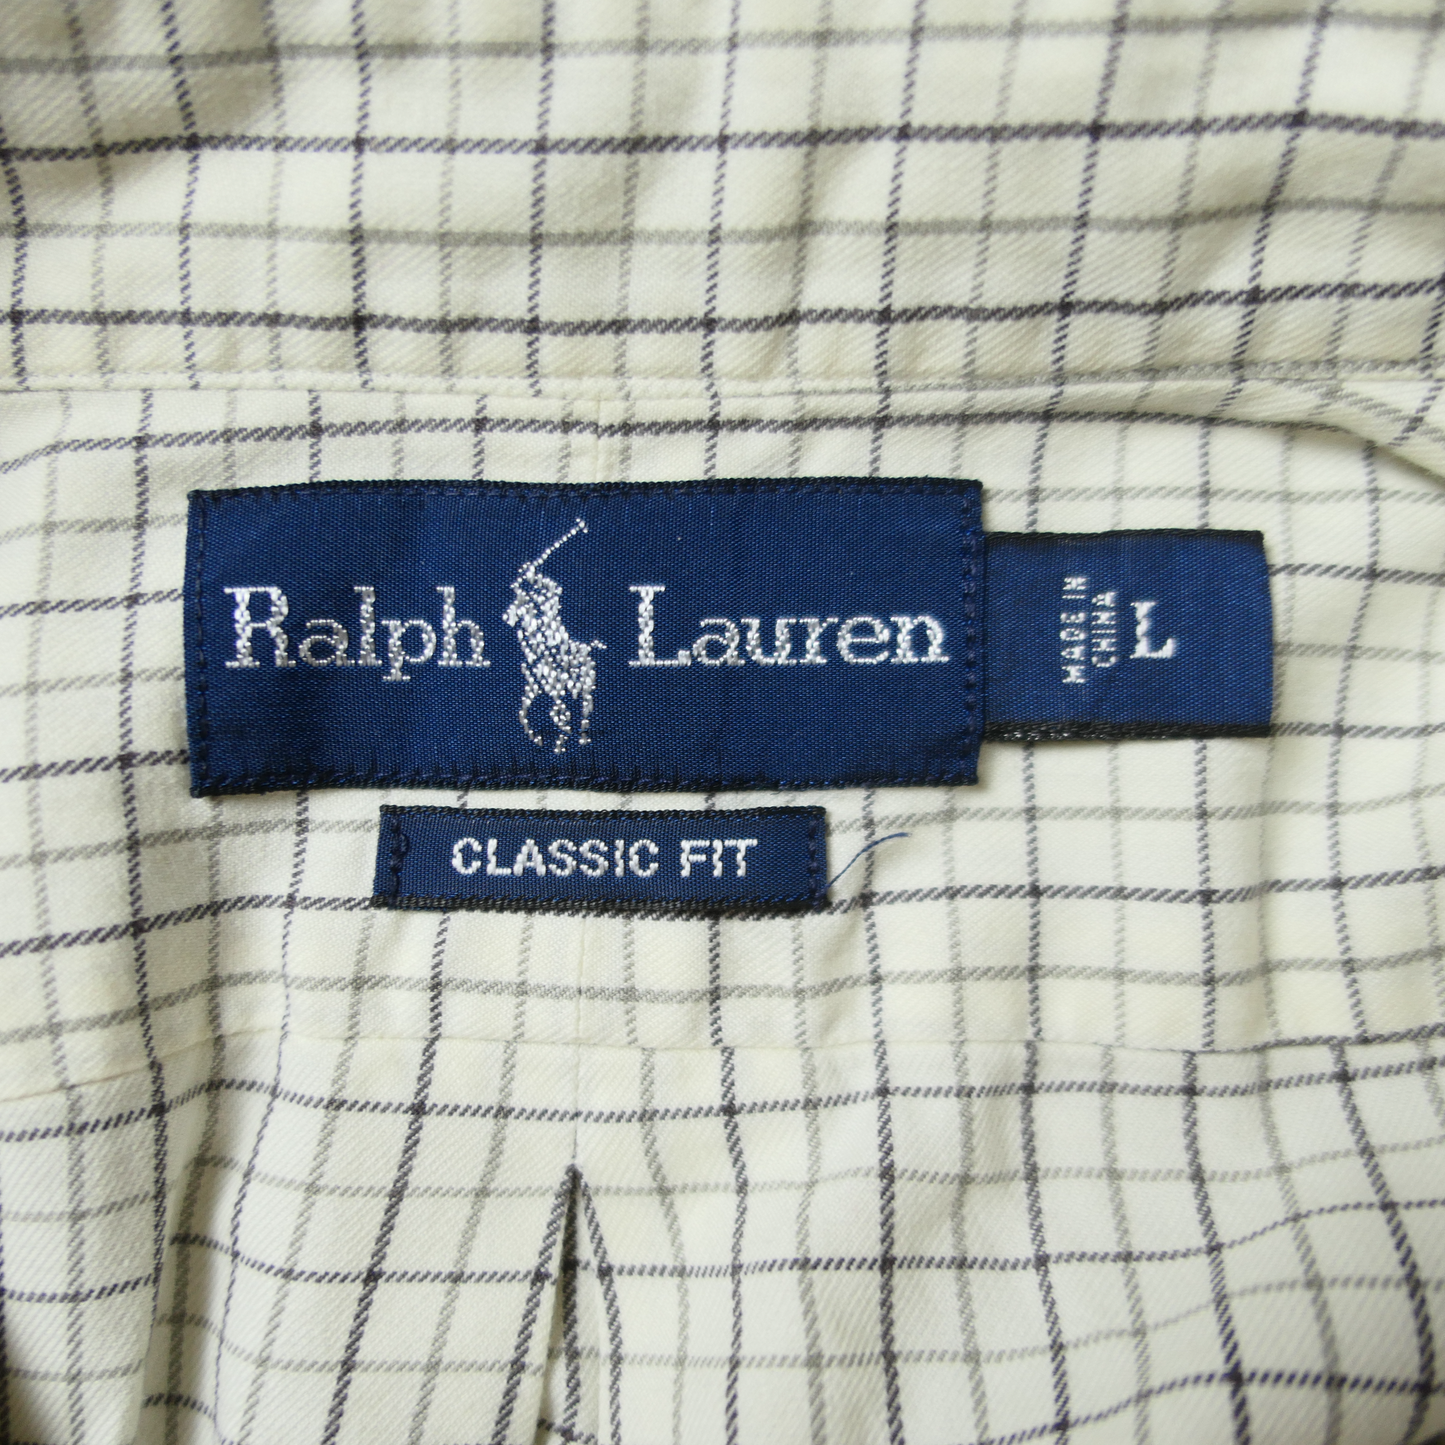 Ralph Lauren
MADE IN
CHINA
L
CLASSIC FIT